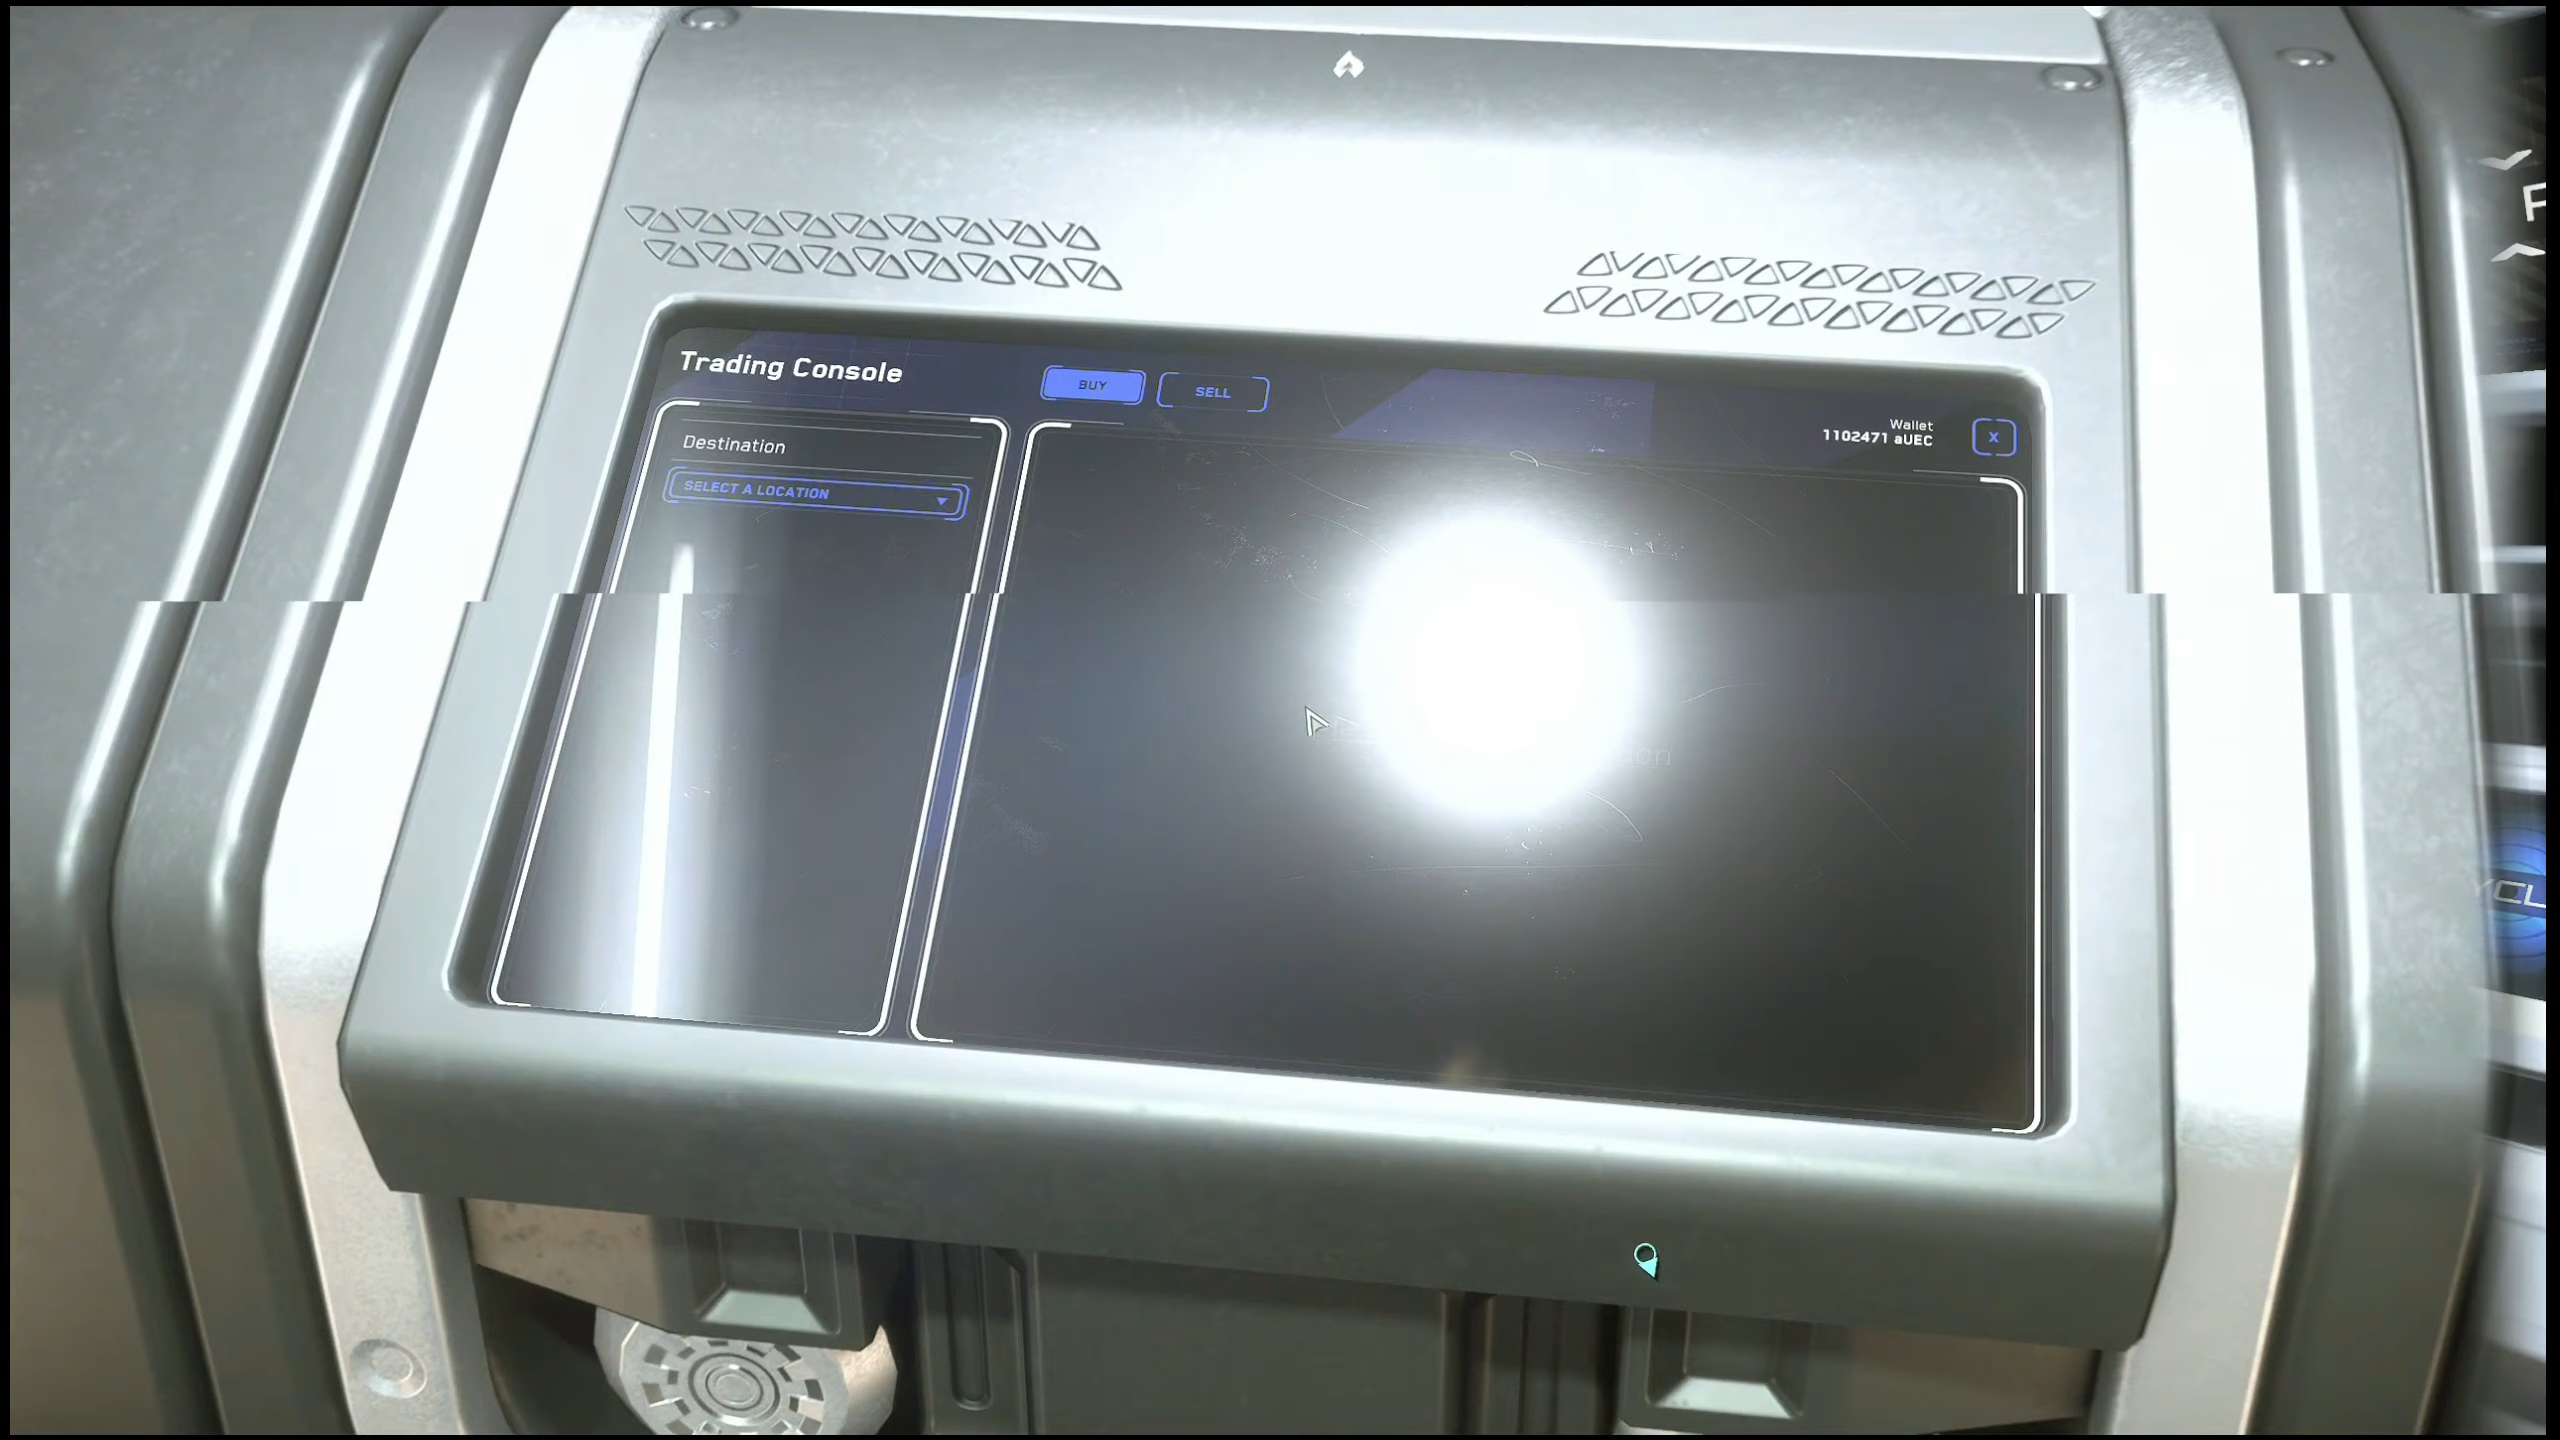 Trading Console
BUY
SELL
Wallet
1102471 aUEC
X
Destination
SELECT A LOCATION